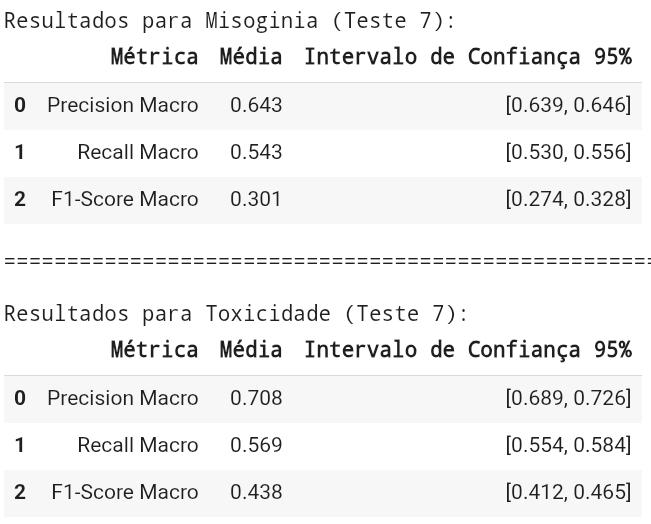 Resultados para Misoginia (Teste 7):
Métrica Média Intervalo de Confiança 95%
0 Precision Macro 0.643 [0.639, 0.646]
1 Recall Macro 0.543 [0.530, 0.556]
2 F1-Score Macro 0.301 [0.274, 0.328]
====================================================
Resultados para Toxicidade (Teste 7):
Métrica Média Intervalo de Confiança 95%
0 Precision Macro 0.708 [0.689, 0.726]
1 Recall Macro 0.569 [0.554, 0.584]
2 F1-Score Macro 0.438 [0.412, 0.465]